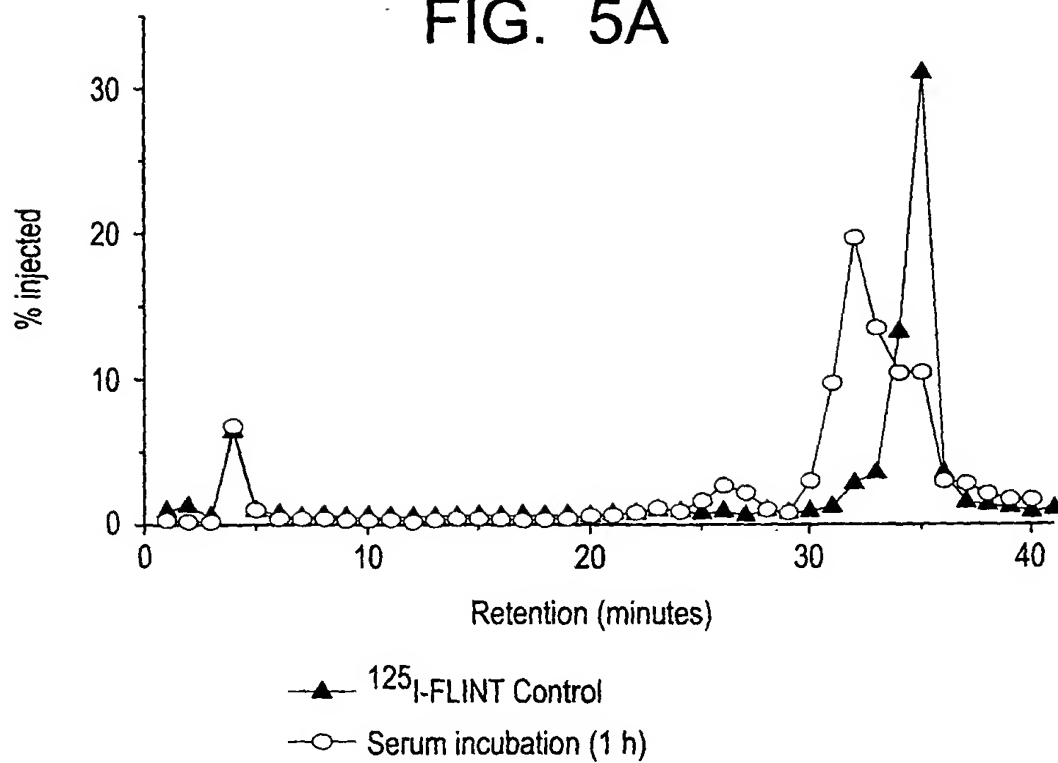 FIG. 5A
30
20
10
0
% injected
0 10 20 30 40
Retention (minutes)
125I-FLINT Control
Serum incubation (1 h)